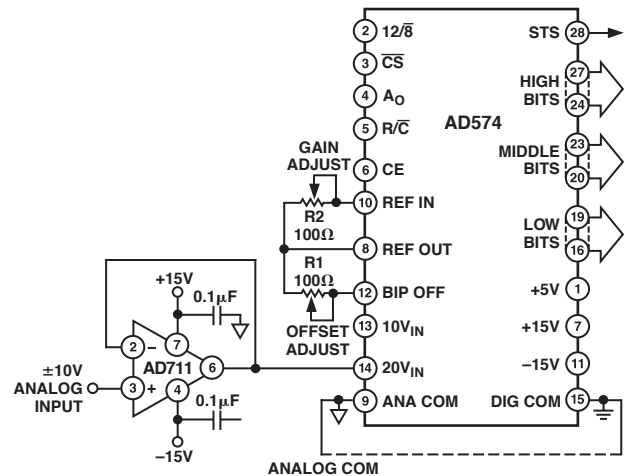 2 12/8̅
3 C̅S̅
4 AO
5 R/C̅
GAIN
ADJUST
6 CE
10 REF IN
R2
100Ω
8 REF OUT
R1
100Ω
12 BIP OFF
OFFSET
ADJUST
13 10VIN
14 20VIN
9 ANA COM
AD574
STS 28
27
HIGH
BITS
24
23
MIDDLE
BITS
20
19
LOW
BITS
16
+5V 1
+15V 7
–15V 11
DIG COM 15
+15V
0.1μF
2 –
7
AD711
6
±10V
ANALOG
INPUT
3 +
4
0.1μF
–15V
ANALOG COM